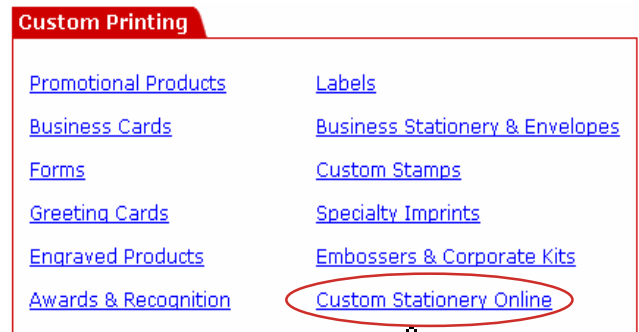 Custom Printing
Promotional Products
Labels
Business Cards
Business Stationery & Envelopes
Forms
Custom Stamps
Greeting Cards
Specialty Imprints
Engraved Products
Embossers & Corporate Kits
Awards & Recognition
Custom Stationery Online